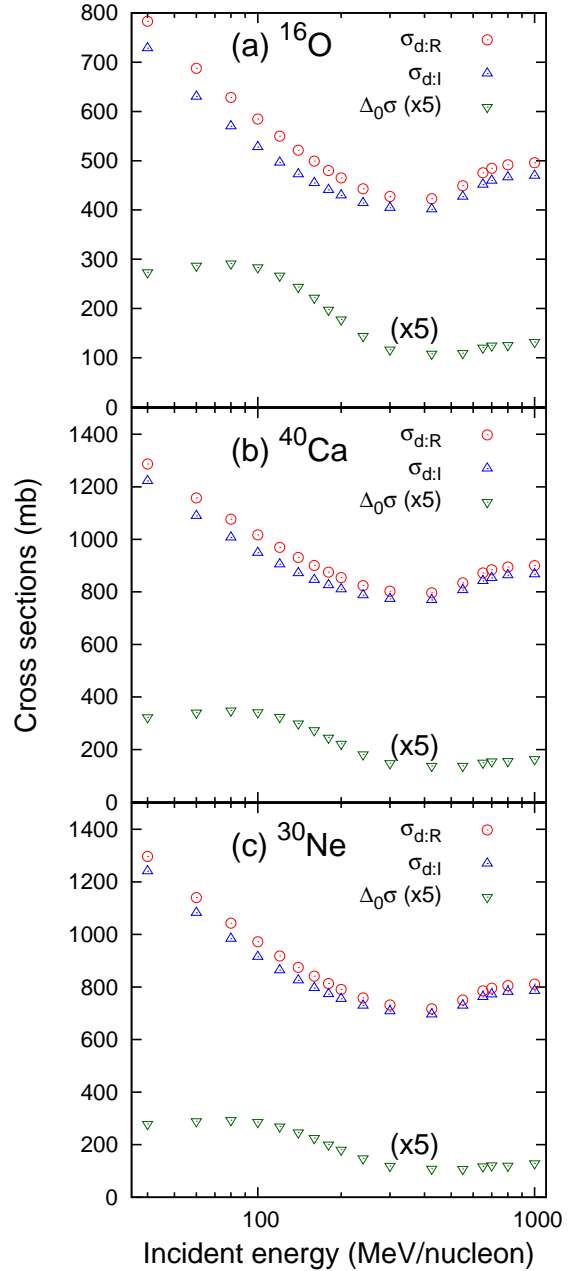 Cross sections (mb)
(a) ¹⁶O
σd:R
σd:I
Δ₀σ (x5)
(x5)
800
700
600
500
400
300
200
100
0
(b) ⁴⁰Ca
σd:R
σd:I
Δ₀σ (x5)
(x5)
1400
1200
1000
800
600
400
200
0
(c) ³⁰Ne
σd:R
σd:I
Δ₀σ (x5)
(x5)
1400
1200
1000
800
600
400
200
0
100 1000
Incident energy (MeV/nucleon)